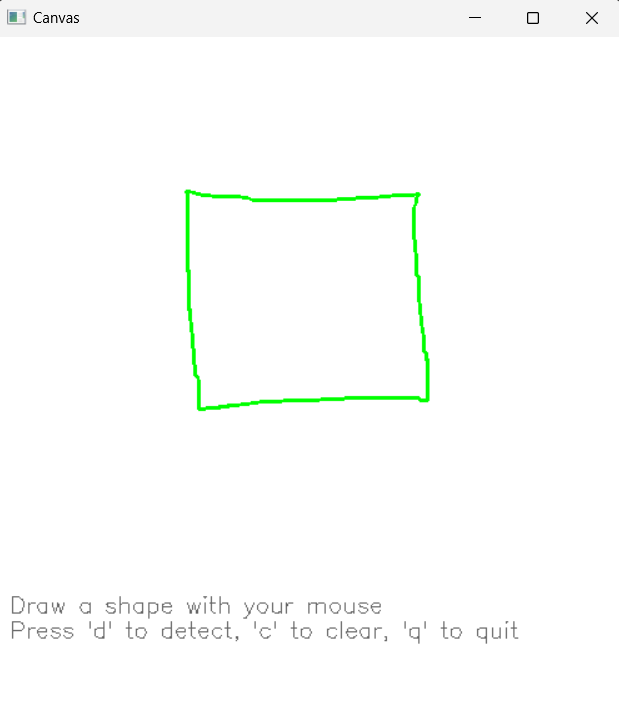 Canvas
Draw a shape with your mouse
Press 'd' to detect, 'c' to clear, 'q' to quit